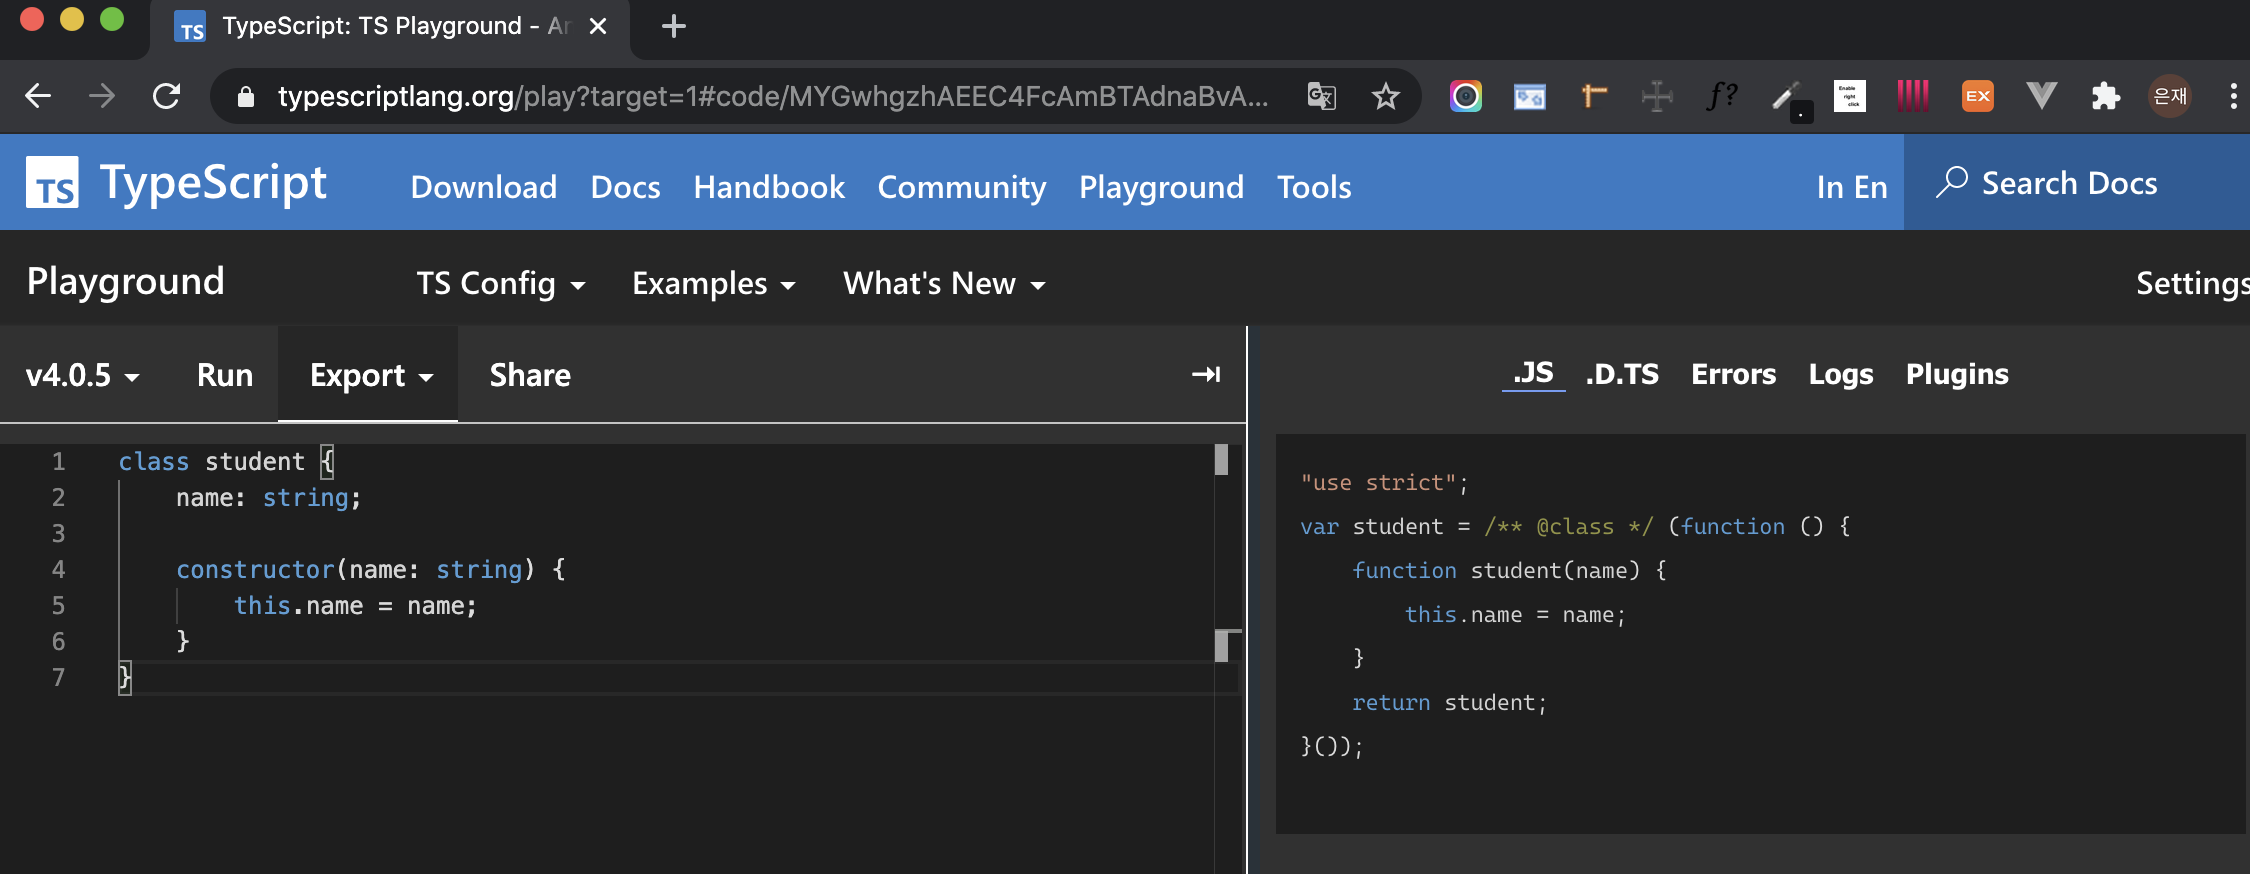 TS TypeScript: TS Playground - Ar
typescriptlang.org/play?target=1#code/MYGwhgzhAEEC4FcAmBTAdnaBvA...
f?
Enable
right
click
EX
은재
TS TypeScript Download Docs Handbook Community Playground Tools In En Search Docs
Playground TS Config Examples What's New Settings
v4.0.5 Run Export Share
.JS .D.TS Errors Logs Plugins
1 class student {
2 name: string;
3
4 constructor(name: string) {
5 this.name = name;
6 }
7 }
"use strict";
var student = /** @class */ (function () {
function student(name) {
this.name = name;
}
return student;
}());